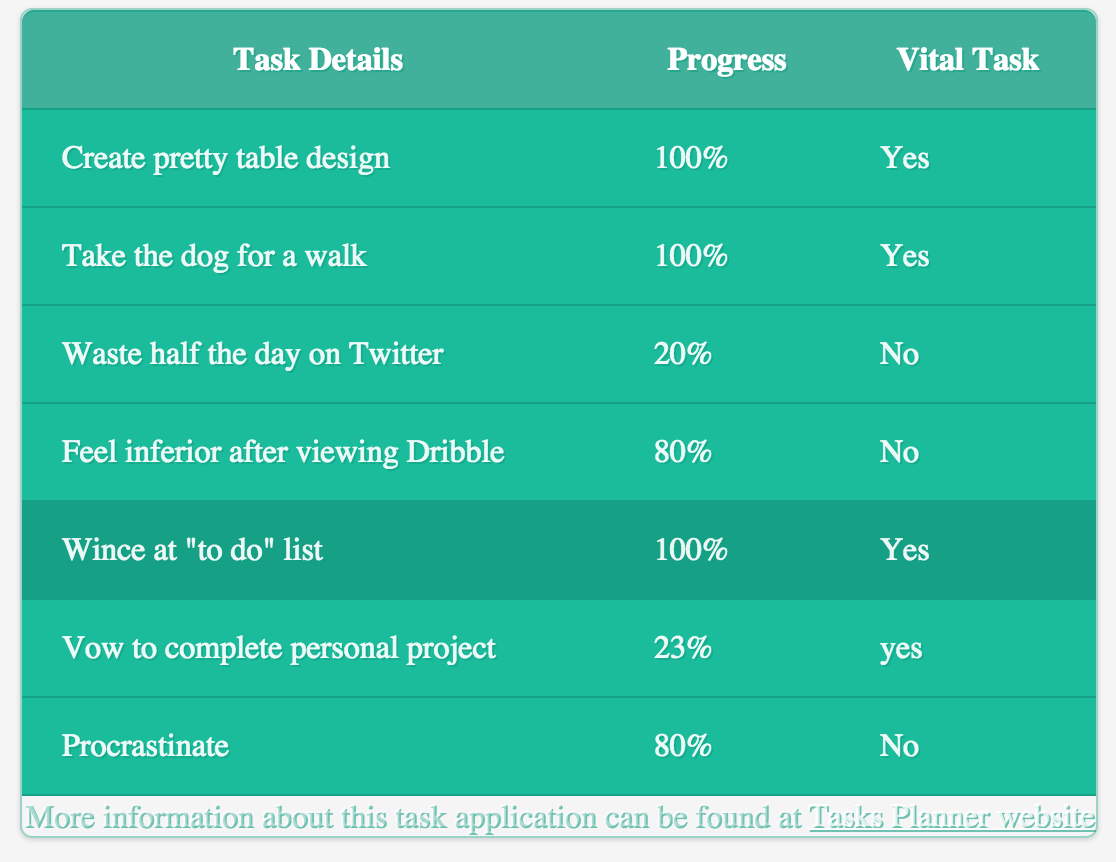 Task Details Progress Vital Task
Create pretty table design 100% Yes
Take the dog for a walk 100% Yes
Waste half the day on Twitter 20% No
Feel inferior after viewing Dribble 80% No
Wince at "to do" list 100% Yes
Vow to complete personal project 23% yes
Procrastinate 80% No
More information about this task application can be found at Tasks Planner website